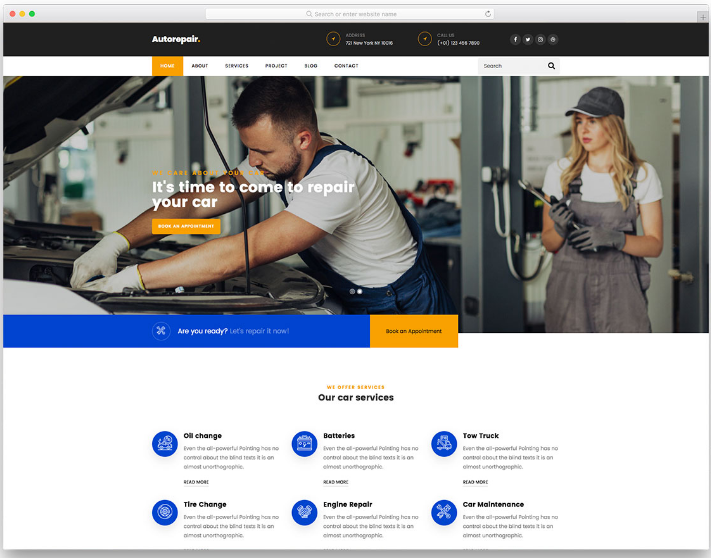 Search or enter website name
Autorepair.
ADDRESS
721 New York NY 10016
CALL US
(+01) 123 456 7890
HOME
ABOUT
SERVICES
PROJECT
BLOG
CONTACT
Search
WE CARE ABOUT YOUR CAR
It's time to come to repair
your car
BOOK AN APPOINTMENT
Are you ready? Let's repair it now!
Book an Appointment
WE OFFER SERVICES
Our car services
Oil change
Even the all-powerful Pointing has no
control about the blind texts it is an
almost unorthographic.
READ MORE
Batteries
Even the all-powerful Pointing has no
control about the blind texts it is an
almost unorthographic.
READ MORE
Tow Truck
Even the all-powerful Pointing has no
control about the blind texts it is an
almost unorthographic.
READ MORE
Tire Change
Even the all-powerful Pointing has no
control about the blind texts it is an
almost unorthographic.
Engine Repair
Even the all-powerful Pointing has no
control about the blind texts it is an
almost unorthographic.
Car Maintenance
Even the all-powerful Pointing has no
control about the blind texts it is an
almost unorthographic.